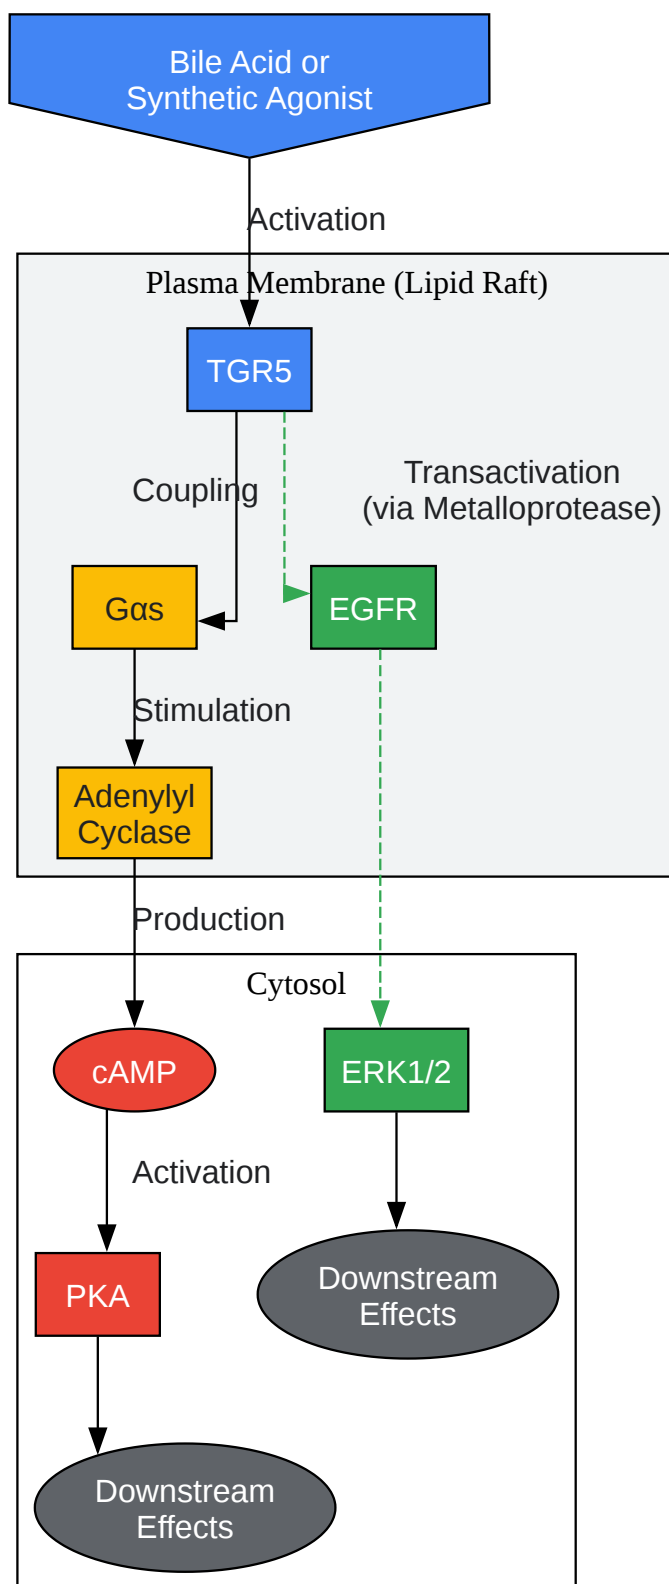 Bile Acid or
Synthetic Agonist
Activation
Plasma Membrane (Lipid Raft)
TGR5
Coupling
Transactivation
(via Metalloprotease)
Gαs
EGFR
Stimulation
Adenylyl
Cyclase
Production
Cytosol
cAMP
ERK1/2
Activation
PKA
Downstream
Effects
Downstream
Effects